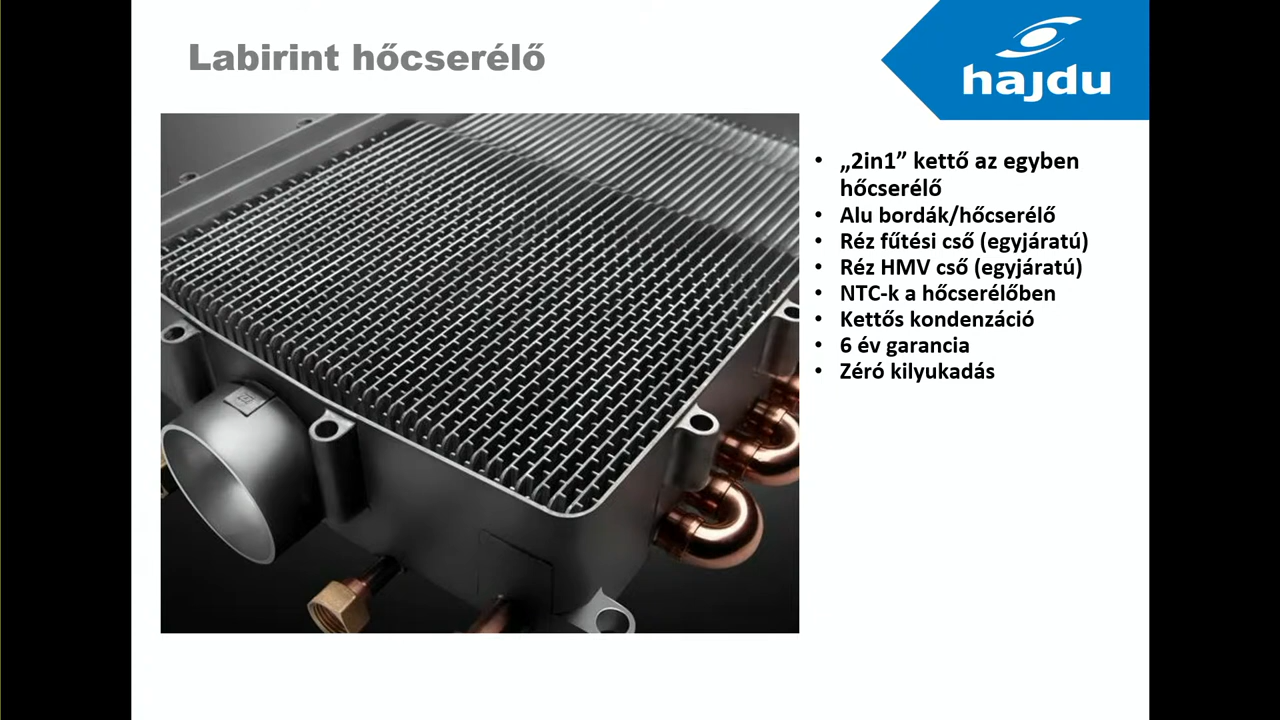 Labirint hőcserélő
hajdu
• „2in1” kettő az egyben
hőcserélő
• Alu bordák/hőcserélő
• Réz fűtési cső (egyjáratú)
• Réz HMV cső (egyjáratú)
• NTC-k a hőcserélőben
• Kettős kondenzáció
• 6 év garancia
• Zéró kilyukadás